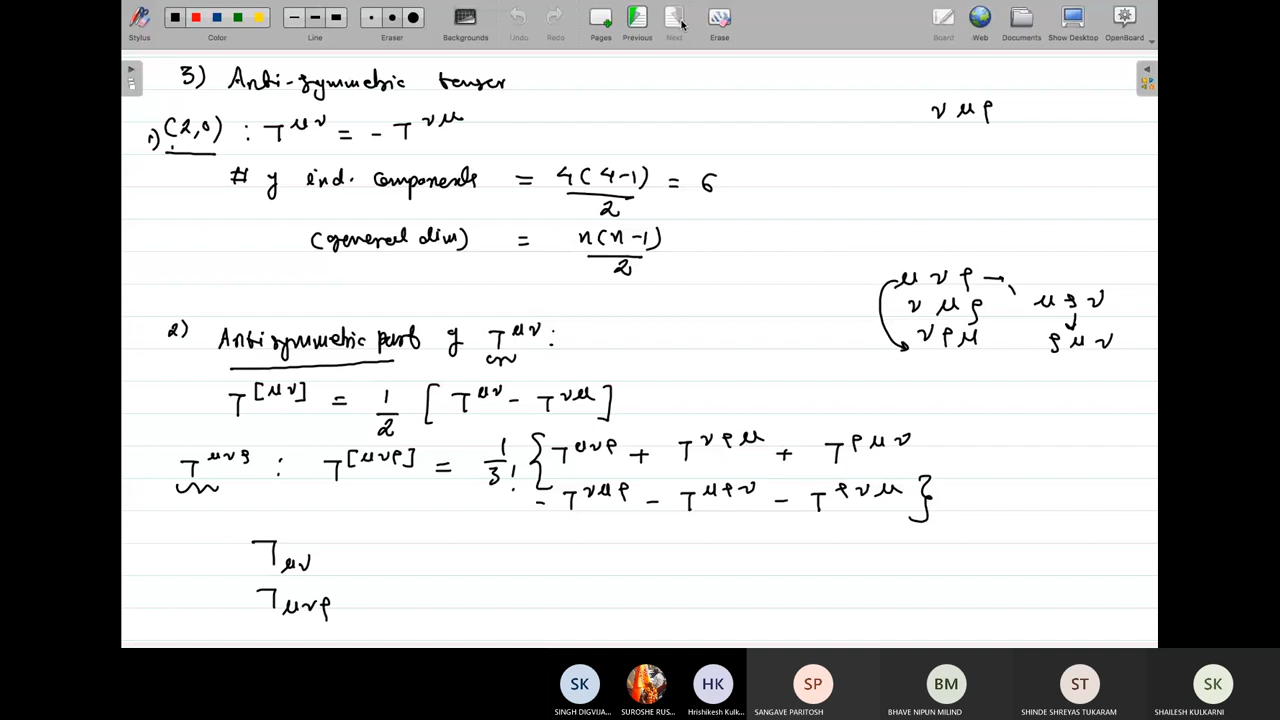 Stylus Color Line Eraser Backgrounds Undo Redo Pages Previous Next Erase Board Web Documents Show Desktop OpenBoard
3) Anti-symmetric tensor
ν μ ρ
1) (2,0) : T^{μν} = - T^{νμ}
# of ind. components = 4(4-1)/2 = 6
(general dim) = n(n-1)/2
μ ν ρ →
ν μ ρ
ν ρ μ
μ ρ ν
↓
ρ μ ν
2) Antisymmetric part of T^{μν} :
T^{[μν]} = 1/2 [ T^{μν} - T^{νμ} ]
T^{μνρ} : T^{[μνρ]} = 1/3! { T^{μνρ} + T^{νρμ} + T^{ρμν}
- T^{νμρ} - T^{μρν} - T^{ρνμ} }
T_{μν}
T_{μνρ}
SK HK SP BM ST SK
SINGH DIGVIJA... SUROSHE RUS... Hrishikesh Kulk... SANGAVE PARITOSH BHAVE NIPUN MILIND SHINDE SHREYAS TUKARAM SHAILESH KULKARNI